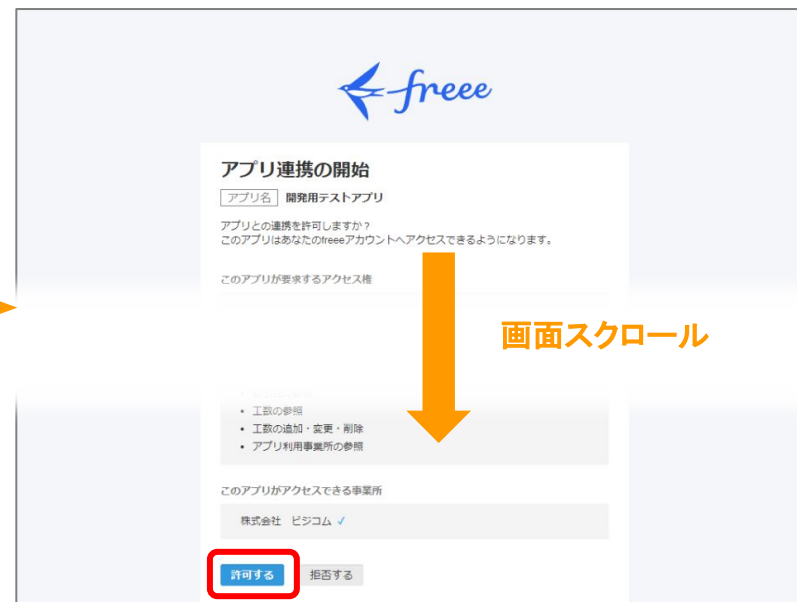 freee
アプリ連携の開始
アプリ名 開発用テストアプリ
アプリとの連携を許可しますか？
このアプリはあなたのfreeeアカウントへアクセスできるようになります。
このアプリが要求するアクセス権
画面スクロール
• 工数の参照
• 工数の追加・変更・削除
• アプリ利用事業所の参照
このアプリがアクセスできる事業所
株式会社　ビジコム ✓
許可する 拒否する